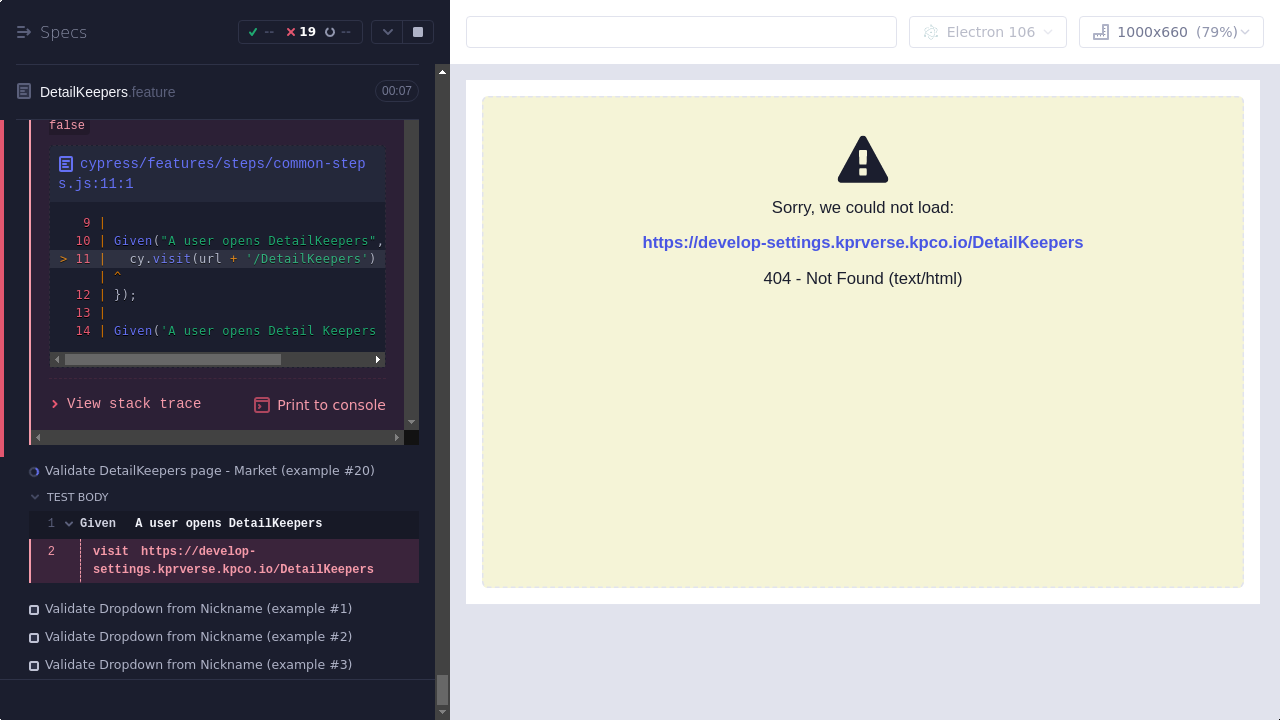 Specs
-- 19 --
Electron 106
1000x660 (79%)
DetailKeepers.feature
00:07
false
cypress/features/steps/common-step
s.js:11:1
9 |
10 | Given("A user opens DetailKeepers",
> 11 |   cy.visit(url + '/DetailKeepers')
| ^
12 | });
13 |
14 | Given('A user opens Detail Keepers
View stack trace
Print to console
Validate DetailKeepers page - Market (example #20)
TEST BODY
1 Given A user opens DetailKeepers
2 visit https://develop-
settings.kprverse.kpco.io/DetailKeepers
Validate Dropdown from Nickname (example #1)
Validate Dropdown from Nickname (example #2)
Validate Dropdown from Nickname (example #3)
Sorry, we could not load:
https://develop-settings.kprverse.kpco.io/DetailKeepers
404 - Not Found (text/html)